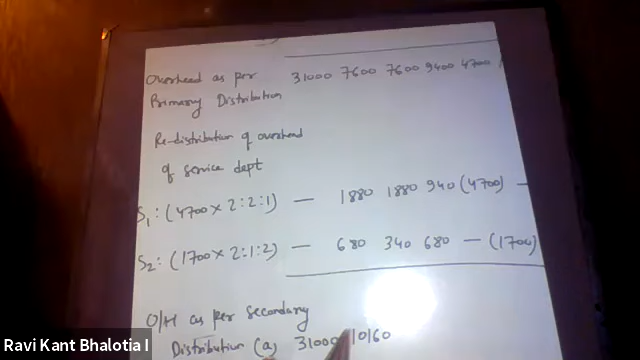 Overhead as per 31000 7600 7600 9400 4700
Primary Distribution
Re-distribution of overhead
of service dept
S1: (4700 x 2:2:1) — 1880 1880 940 (4700) —
S2: (1700 x 2:1:2) — 680 340 680 — (1700)
O/H as per secondary
Distribution (a) 31000 10160
Ravi Kant Bhalotia I